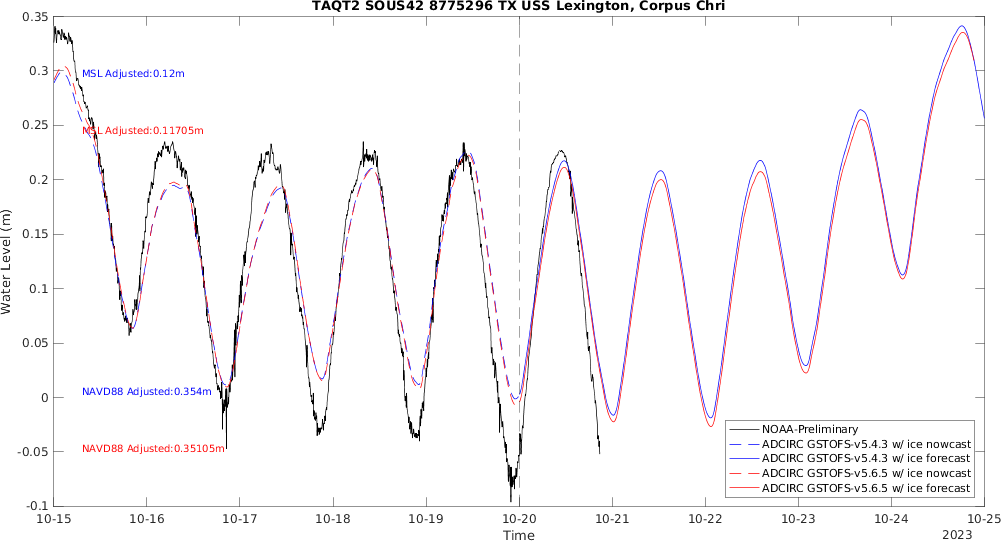 TAQT2 SOUS42 8775296 TX USS Lexington, Corpus Chri
0.35
0.3
0.25
0.2
0.15
0.1
0.05
0
-0.05
-0.1
Water Level (m)
MSL Adjusted:0.12m
MSL Adjusted:0.11705m
NAVD88 Adjusted:0.354m
NAVD88 Adjusted:0.35105m
NOAA-Preliminary
ADCIRC GSTOFS-v5.4.3 w/ ice nowcast
ADCIRC GSTOFS-v5.4.3 w/ ice forecast
ADCIRC GSTOFS-v5.6.5 w/ ice nowcast
ADCIRC GSTOFS-v5.6.5 w/ ice forecast
10-15 10-16 10-17 10-18 10-19 10-20 10-21 10-22 10-23 10-24 10-25
Time
2023